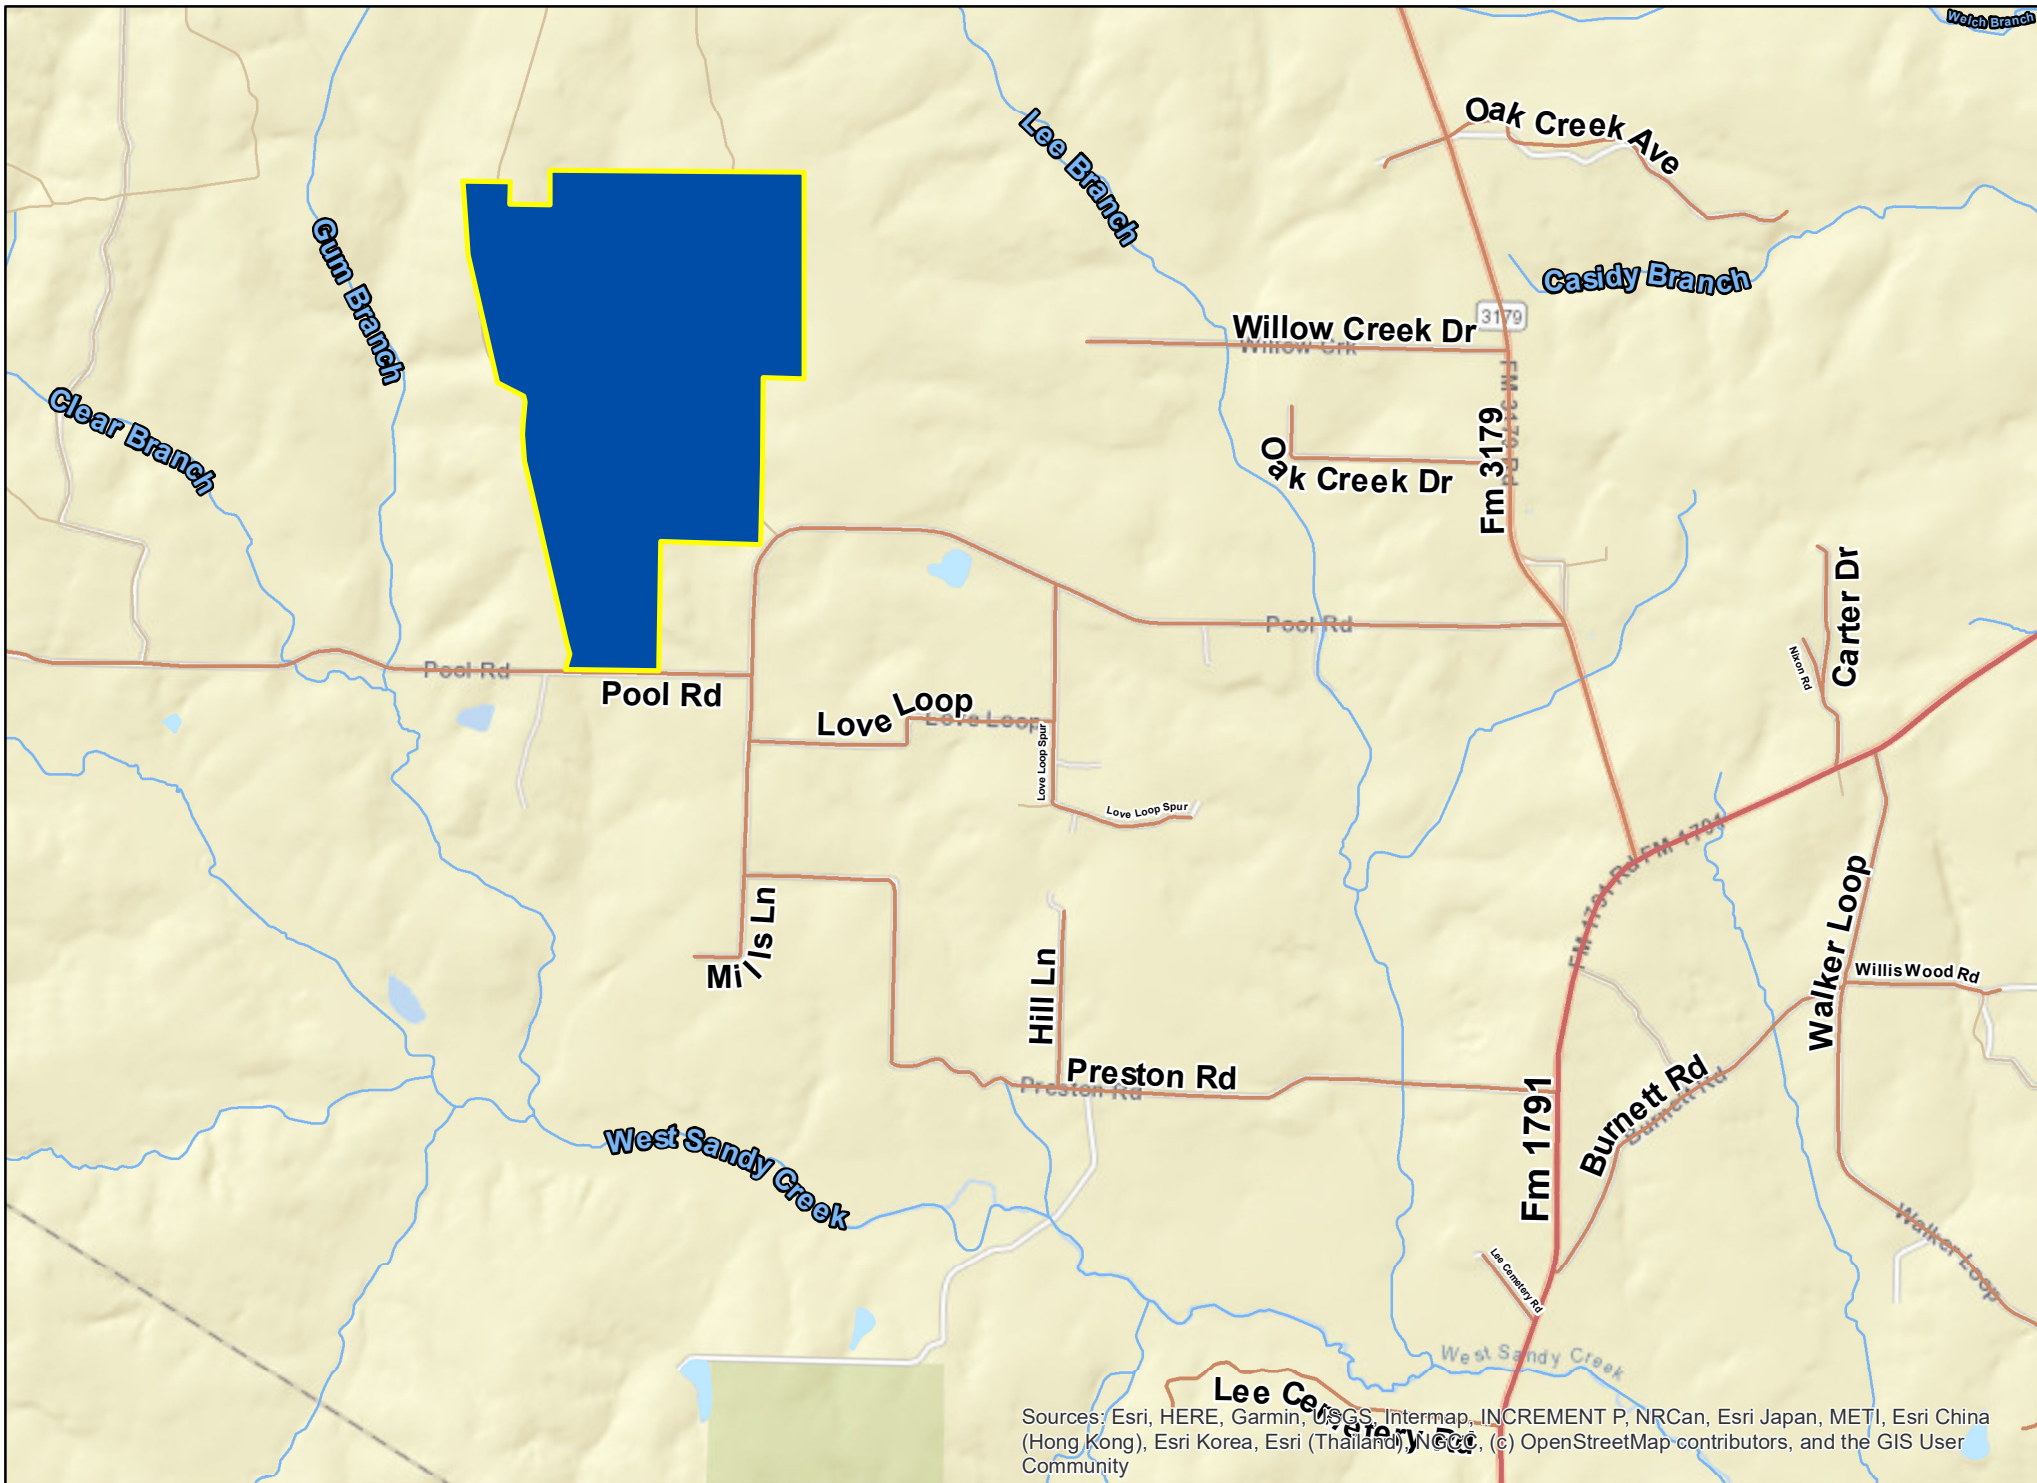 Welch Branch
Oak Creek Ave
Lee Branch
Gum Branch
Casidy Branch
3179
Willow Creek Dr
Willow Crk
FM 3179 Rd
Fm 3179
Clear Branch
Oak Creek Dr
Carter Dr
Nixon Rd
Pool Rd
Pool Rd
Pool Rd
Love Loop
Love Loop
Love Loop Spur
Love Loop Spur
FM 1791
FM 1791 Rd
Walker Loop
Mills Ln
Hill Ln
Willis Wood Rd
Preston Rd
Preston Rd
Fm 1791
Burnett Rd
Burnett Rd
West Sandy Creek
Walker Loop
Lee Cemetery Rd
West Sandy Creek
Lee Cemetery Rd
Sources: Esri, HERE, Garmin, USGS, Intermap, INCREMENT P, NRCan, Esri Japan, METI, Esri China
(Hong Kong), Esri Korea, Esri (Thailand), NGCC, (c) OpenStreetMap contributors, and the GIS User
Community